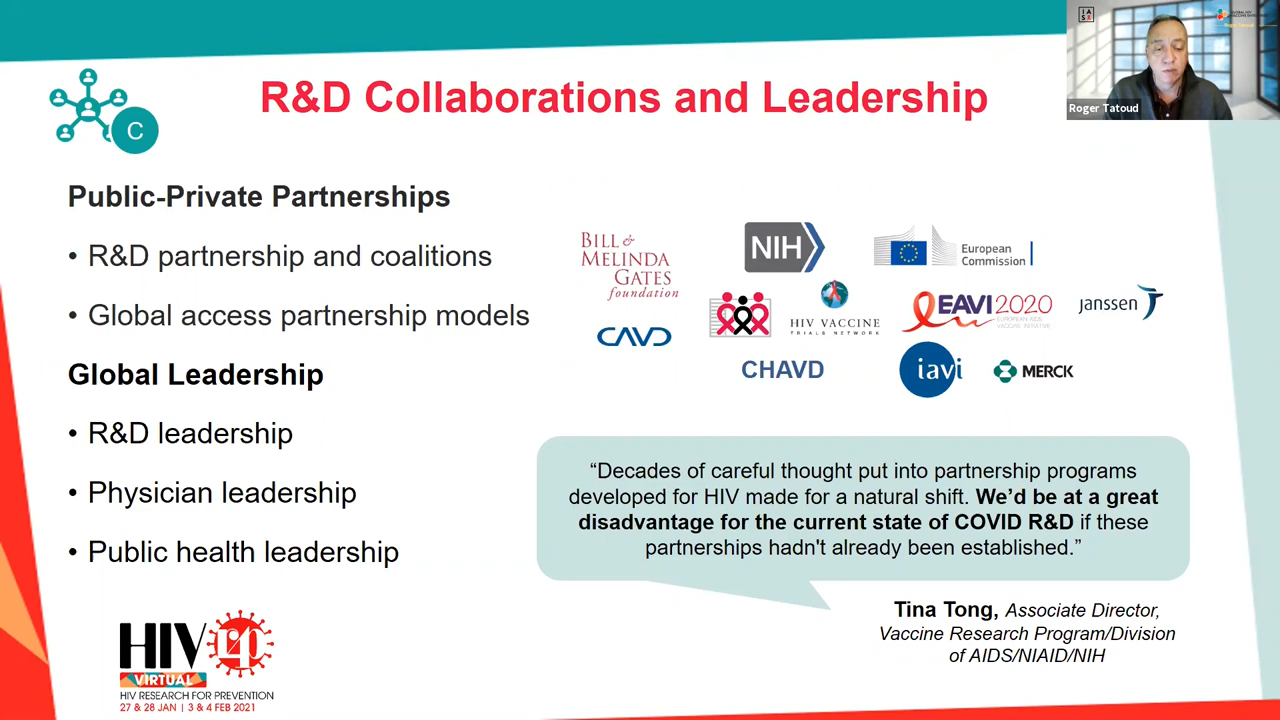 R&D Collaborations and Leadership
C
Roger Tatoud
Public-Private Partnerships
• R&D partnership and coalitions
• Global access partnership models
Global Leadership
• R&D leadership
• Physician leadership
• Public health leadership
BILL &
MELINDA
GATES
foundation
NIH
European
Commission
CAVD
HIV VACCINE
TRIALS NETWORK
EAVI2020
EUROPEAN AIDS
VACCINE INITIATIVE
janssen
CHAVD
iavi
MERCK
“Decades of careful thought put into partnership programs
developed for HIV made for a natural shift. We’d be at a great
disadvantage for the current state of COVID R&D if these
partnerships hadn't already been established.”
Tina Tong, Associate Director,
Vaccine Research Program/Division
of AIDS/NIAID/NIH
HIVR4P
VIRTUAL
HIV RESEARCH FOR PREVENTION
27 & 28 JAN | 3 & 4 FEB 2021